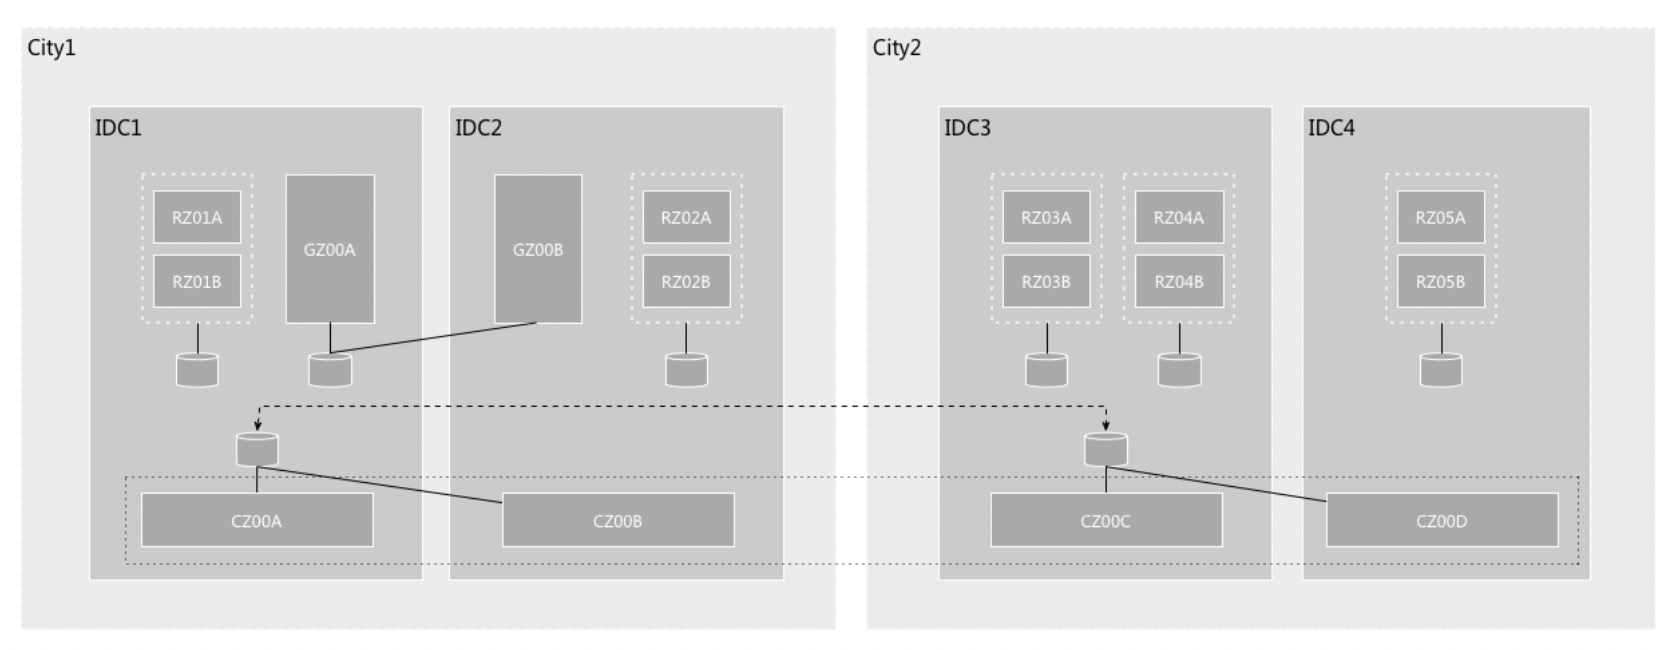 City1
City2
IDC1
IDC2
IDC3
IDC4
RZ01A
RZ01B
GZ00A
GZ00B
RZ02A
RZ02B
RZ03A
RZ03B
RZ04A
RZ04B
RZ05A
RZ05B
CZ00A
CZ00B
CZ00C
CZ00D